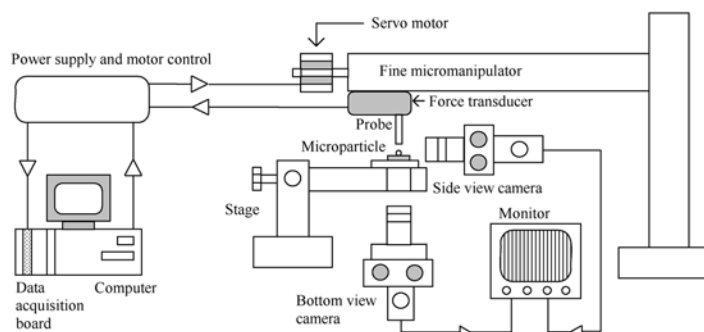 Servo motor
Power supply and motor control
Fine micromanipulator
Force transducer
Probe
Microparticle
Side view camera
Stage
Monitor
Data
acquisition
board
Computer
Bottom view
camera